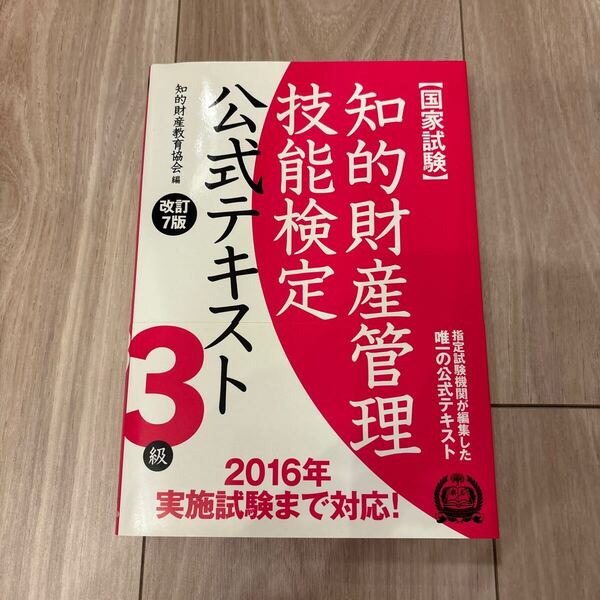 【国家試験】
知的財産管理
技能検定
公式テキスト
知的財産教育協会 編
改訂
7版
3
級
指定試験機関が編集した
唯一の公式テキスト
2016年
実施試験まで対応!